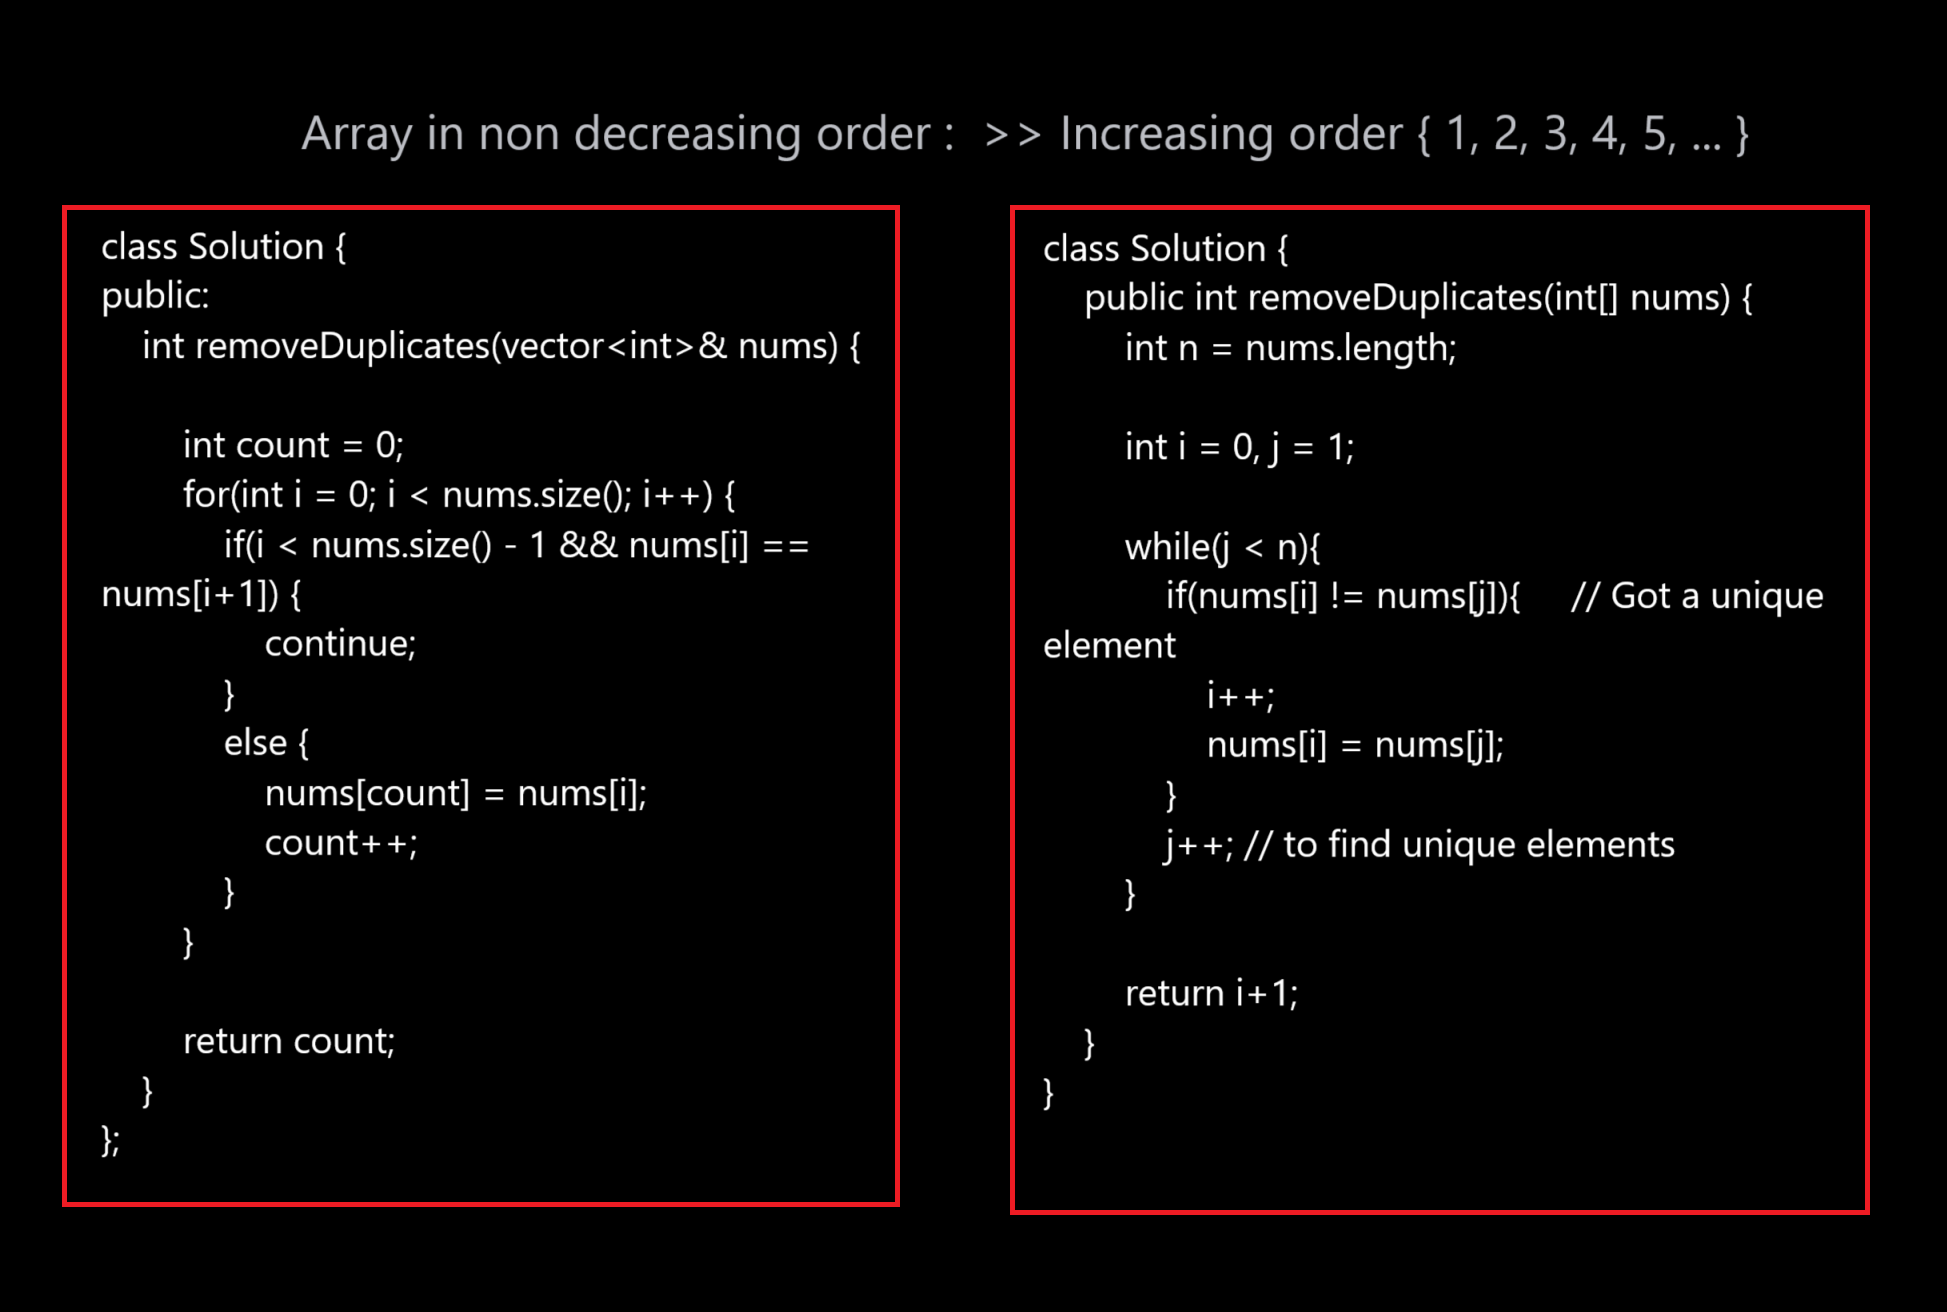 Array in non decreasing order :  >> Increasing order { 1, 2, 3, 4, 5, ... }
class Solution {
public:
    int removeDuplicates(vector<int>& nums) {

        int count = 0;
        for(int i = 0; i < nums.size(); i++) {
            if(i < nums.size() - 1 && nums[i] ==
nums[i+1]) {
                continue;
            }
            else {
                nums[count] = nums[i];
                count++;
            }
        }

        return count;
    }
};
class Solution {
    public int removeDuplicates(int[] nums) {
        int n = nums.length;

        int i = 0, j = 1;

        while(j < n){
            if(nums[i] != nums[j]){     // Got a unique
element
                i++;
                nums[i] = nums[j];
            }
            j++; // to find unique elements
        }

        return i+1;
    }
}